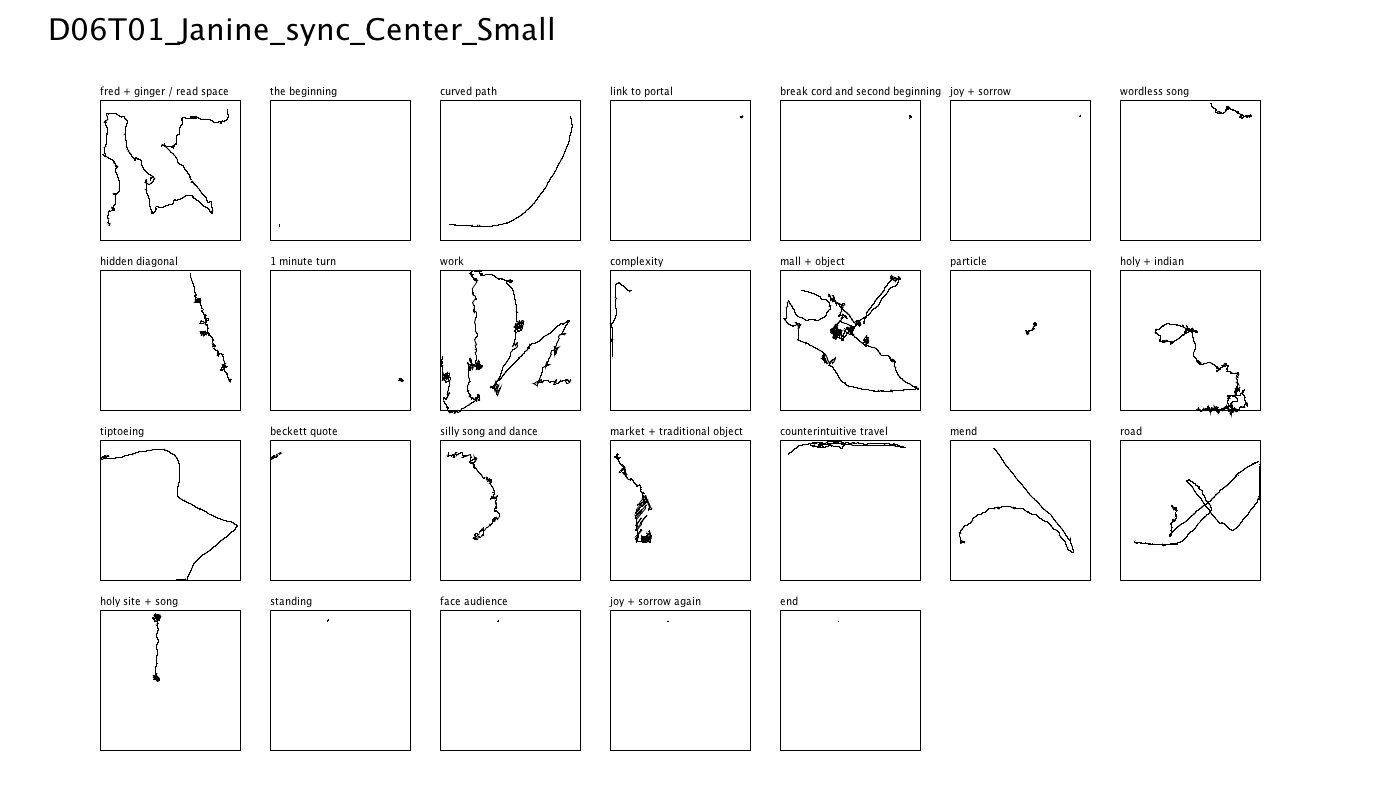 D06T01_Janine_sync_Center_Small
fred + ginger / read space
the beginning
curved path
link to portal
break cord and second beginning
joy + sorrow
wordless song
hidden diagonal
1 minute turn
work
complexity
mall + object
particle
holy + indian
tiptoeing
beckett quote
silly song and dance
market + traditional object
counterintuitive travel
mend
road
holy site + song
standing
face audience
joy + sorrow again
end